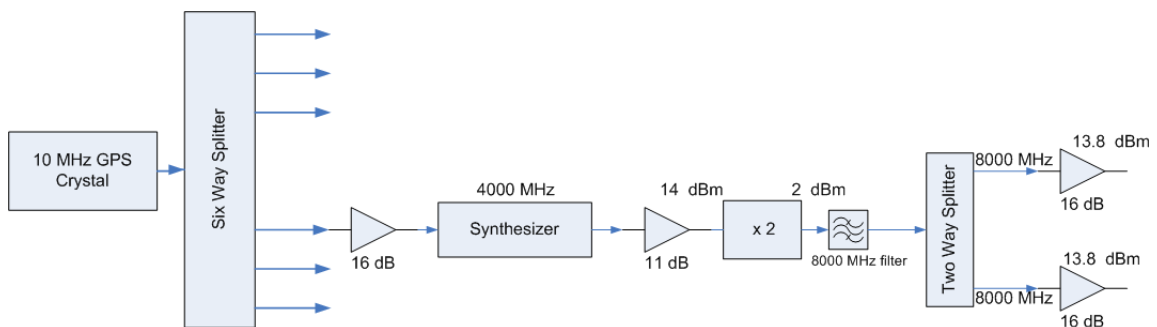 10 MHz GPS
Crystal
Six Way Splitter
16 dB
4000 MHz
Synthesizer
14 dBm
11 dB
x 2
2 dBm
8000 MHz filter
Two Way Splitter
8000 MHz
13.8 dBm
16 dB
8000 MHz
13.8 dBm
16 dB